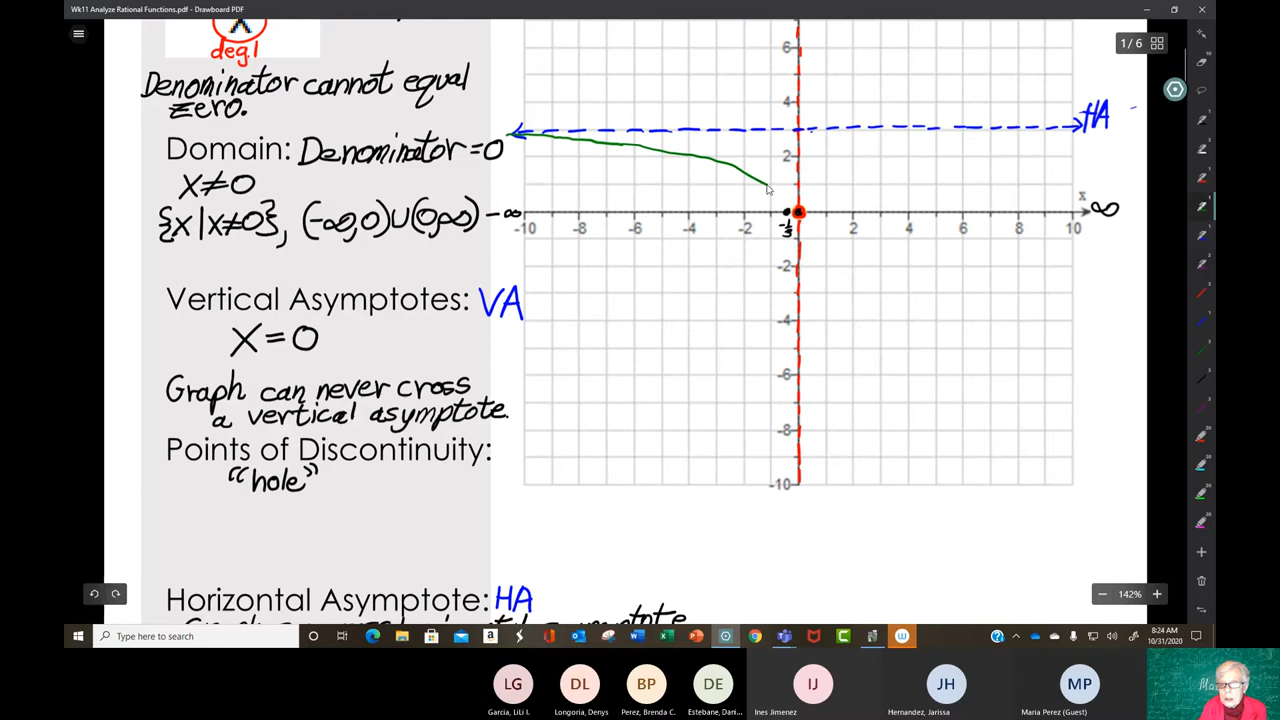 Wk11 Analyze Rational Functions.pdf - Drawboard PDF
1 / 6
X
deg.1
Denominator cannot equal
zero.
Domain: Denominator = 0
X≠0
{X|X≠0}, (-∞,0)∪(0,∞)
Vertical Asymptotes: VA
X = 0
Graph can never cross
a vertical asymptote.
Points of Discontinuity:
"hole"
Horizontal Asymptote: HA
6
4
HA
2
x
-∞ -10 -8 -6 -4 -2 -1/3 2 4 6 8 10 ∞
-2
-4
-6
-8
-10
142%
Type here to search
8:24 AM
10/31/2020
LG DL BP DE IJ JH MP
Garcia, LiLi I. Longoria, Denys Perez, Brenda C. Estebane, Dani... Ines Jimenez Hernandez, Jarissa Maria Perez (Guest)